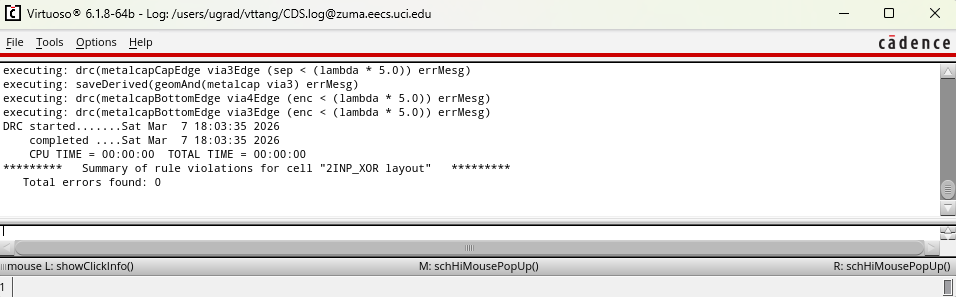 Virtuoso® 6.1.8-64b - Log: /users/ugrad/vttang/CDS.log@zuma.eecs.uci.edu
File Tools Options Help cādence
executing: drc(metalcapCapEdge via3Edge (sep < (lambda * 5.0)) errMesg)
executing: saveDerived(geomAnd(metalcap via3) errMesg)
executing: drc(metalcapBottomEdge via4Edge (enc < (lambda * 5.0)) errMesg)
executing: drc(metalcapBottomEdge via3Edge (enc < (lambda * 5.0)) errMesg)
DRC started.......Sat Mar  7 18:03:35 2026
    completed ....Sat Mar  7 18:03:35 2026
    CPU TIME = 00:00:00  TOTAL TIME = 00:00:00
*********   Summary of rule violations for cell "2INP_XOR layout"   *********
   Total errors found: 0
mouse L: showClickInfo() M: schHiMousePopUp() R: schHiMousePopUp()
1